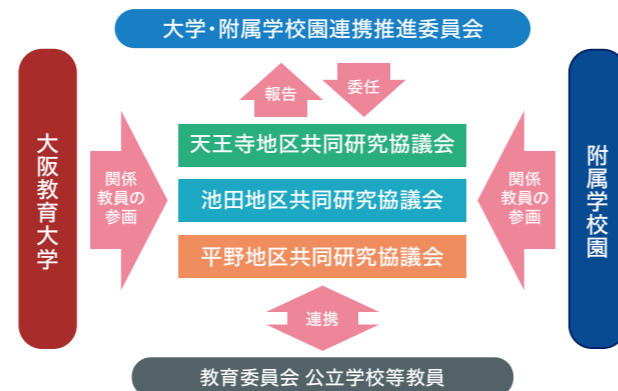 大学・附属学校園連携推進委員会
報告
委任
大阪教育大学
関係
教員の
参画
天王寺地区共同研究協議会
池田地区共同研究協議会
平野地区共同研究協議会
関係
教員の
参画
附属学校園
連携
教育委員会 公立学校等教員